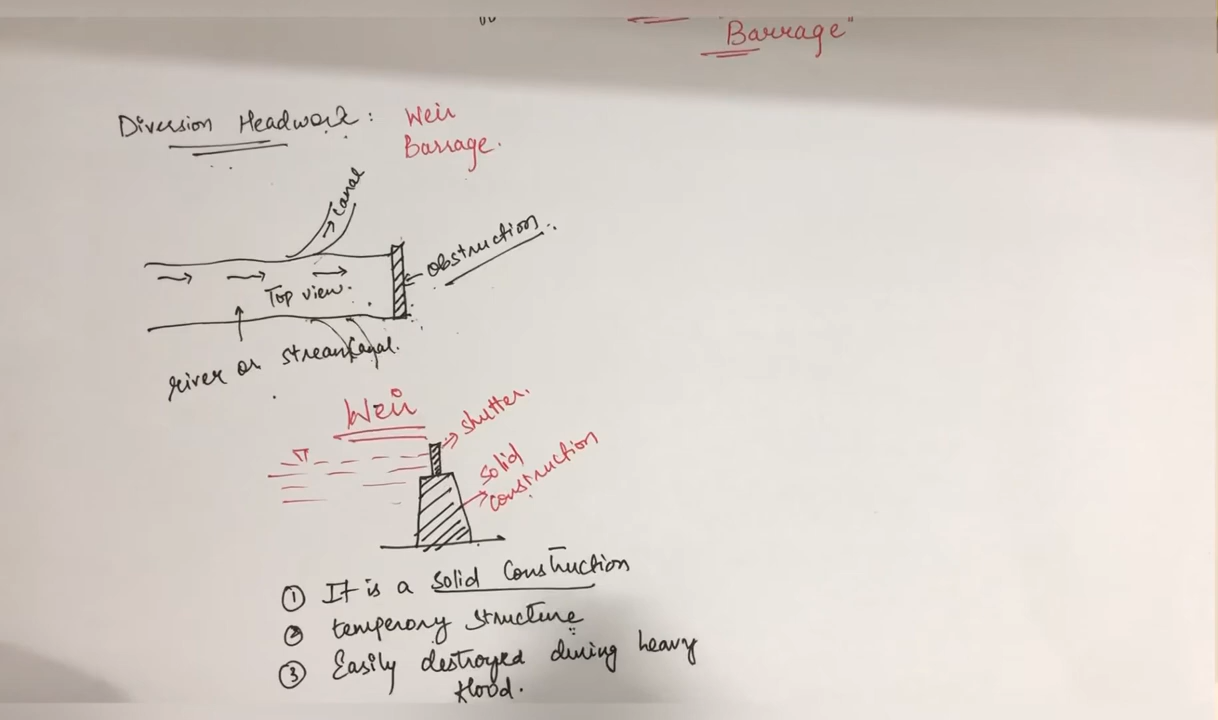 Barrage"
Diversion Headwork:
Weir
Barrage.
Canal
Obstruction.
Top view.
river or stream
Canal.
Weir
shutter.
solid
construction
① It is a solid Construction
② temperory structure
③ Easily destroyed during heavy
flood.